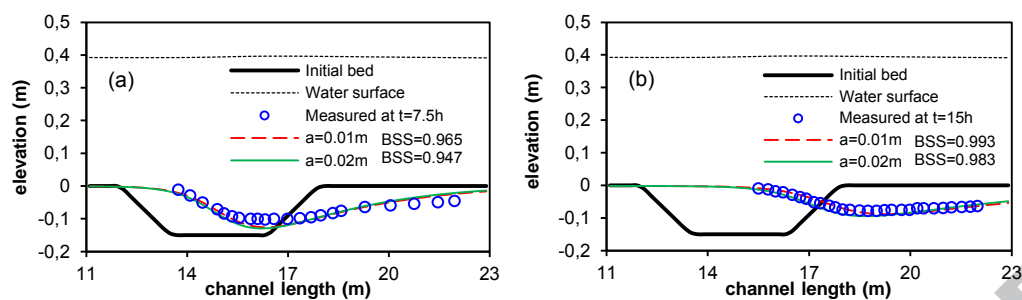 0,5
0,4
0,3
0,2
0,1
0
-0,1
-0,2
elevation (m)
(a)
Initial bed
Water surface
Measured at t=7.5h
a=0.01m BSS=0.965
a=0.02m BSS=0.947
11 14 17 20 23
channel length (m)
0,5
0,4
0,3
0,2
0,1
0
-0,1
-0,2
elevation (m)
(b)
Initial bed
Water surface
Measured at t=15h
a=0.01m BSS=0.993
a=0.02m BSS=0.983
11 14 17 20 23
channel length (m)